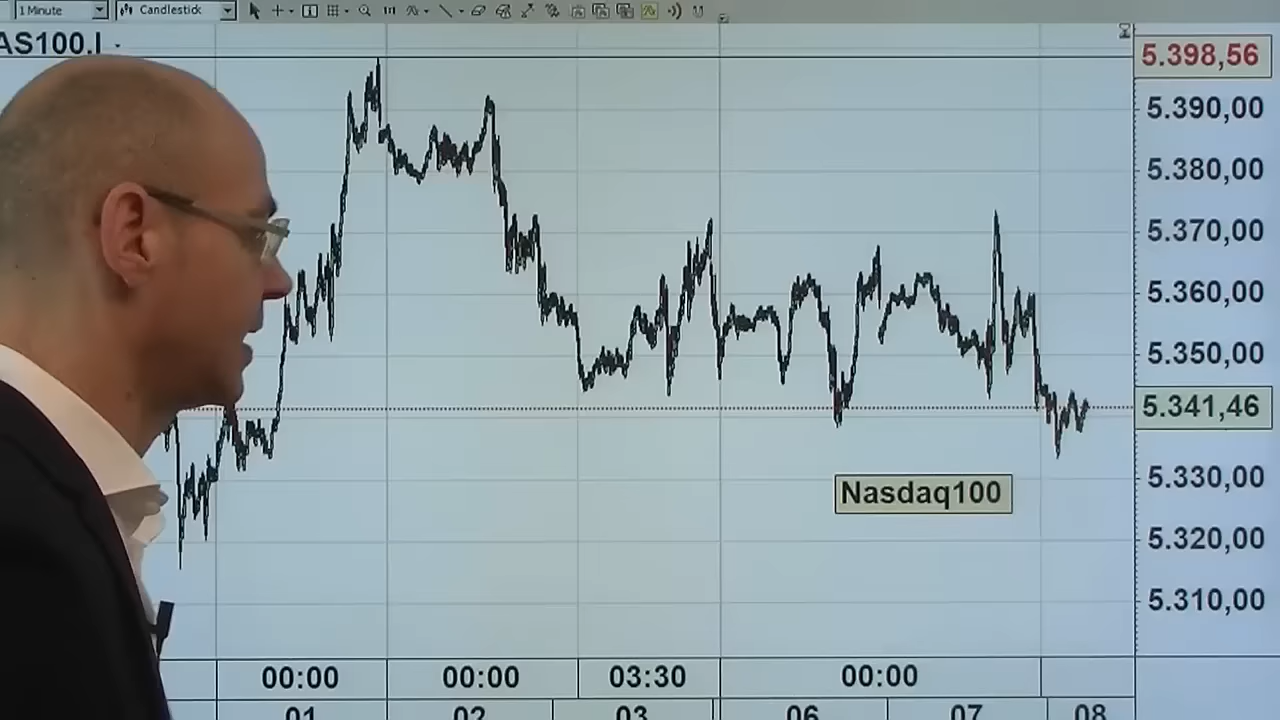 1 Minute Candlestick
AS100.I
5.398,56
5.390,00
5.380,00
5.370,00
5.360,00
5.350,00
5.341,46
5.330,00
Nasdaq100
5.320,00
5.310,00
00:00 00:00 03:30 00:00
01 02 03 06 07 08